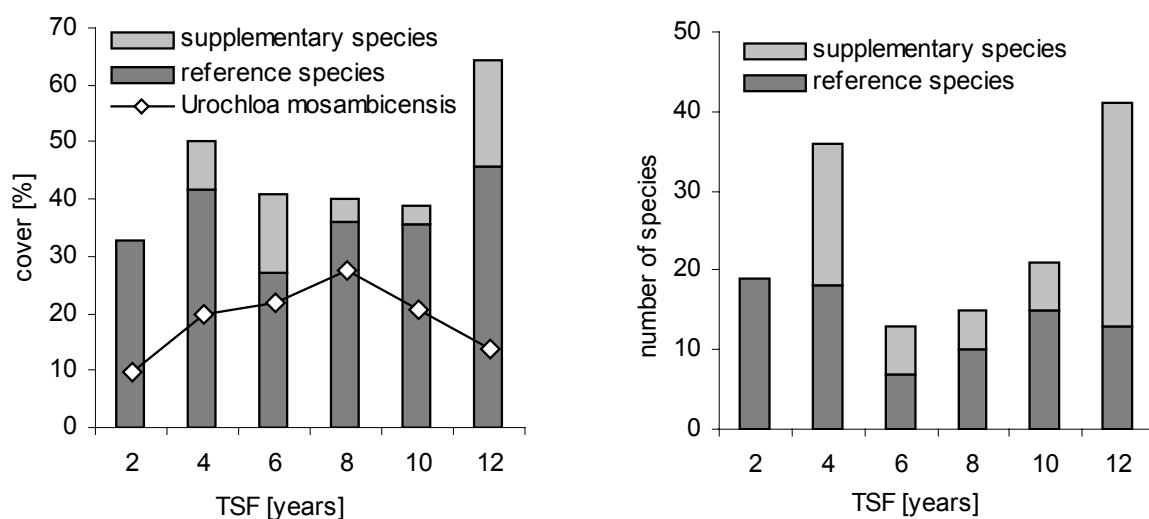 70
60
50
40
30
20
10
0
cover [%]
supplementary species
reference species
Urochloa mosambicensis
2 4 6 8 10 12
TSF [years]
50
40
30
20
10
0
number of species
supplementary species
reference species
2 4 6 8 10 12
TSF [years]